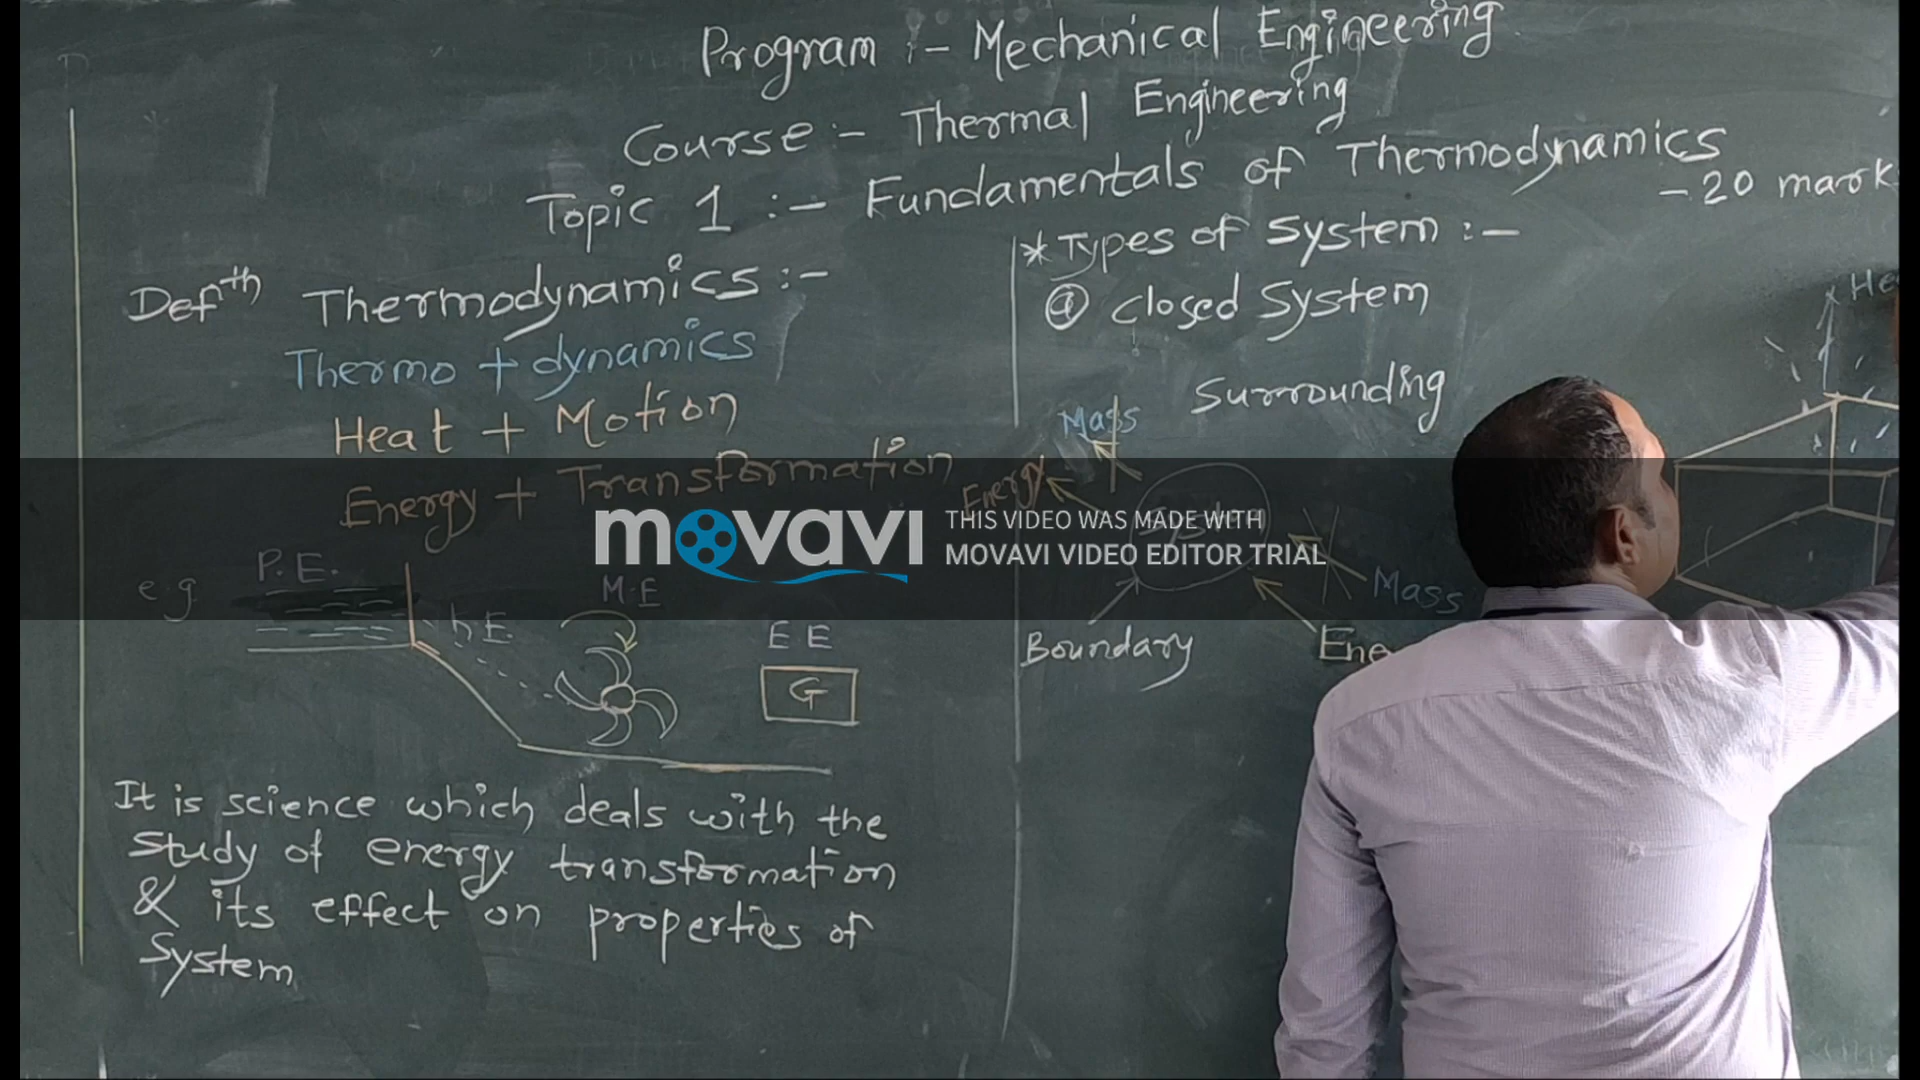 Program :- Mechanical Engineering
Course :- Thermal Engineering
Topic 1 :- Fundamentals of Thermodynamics
- 20 mark
Defnth Thermodynamics :-
Thermo + dynamics
Heat + Motion
Energy + Transformation
e.g P.E.
h E.
M.E
E E
G
It is science which deals with the
study of energy transformation
& its effect on properties of
System
* Types of System :-
@ closed System
Surrounding
Mass
Energy
Mass
Boundary
Ene
He
movavi
THIS VIDEO WAS MADE WITH
MOVAVI VIDEO EDITOR TRIAL